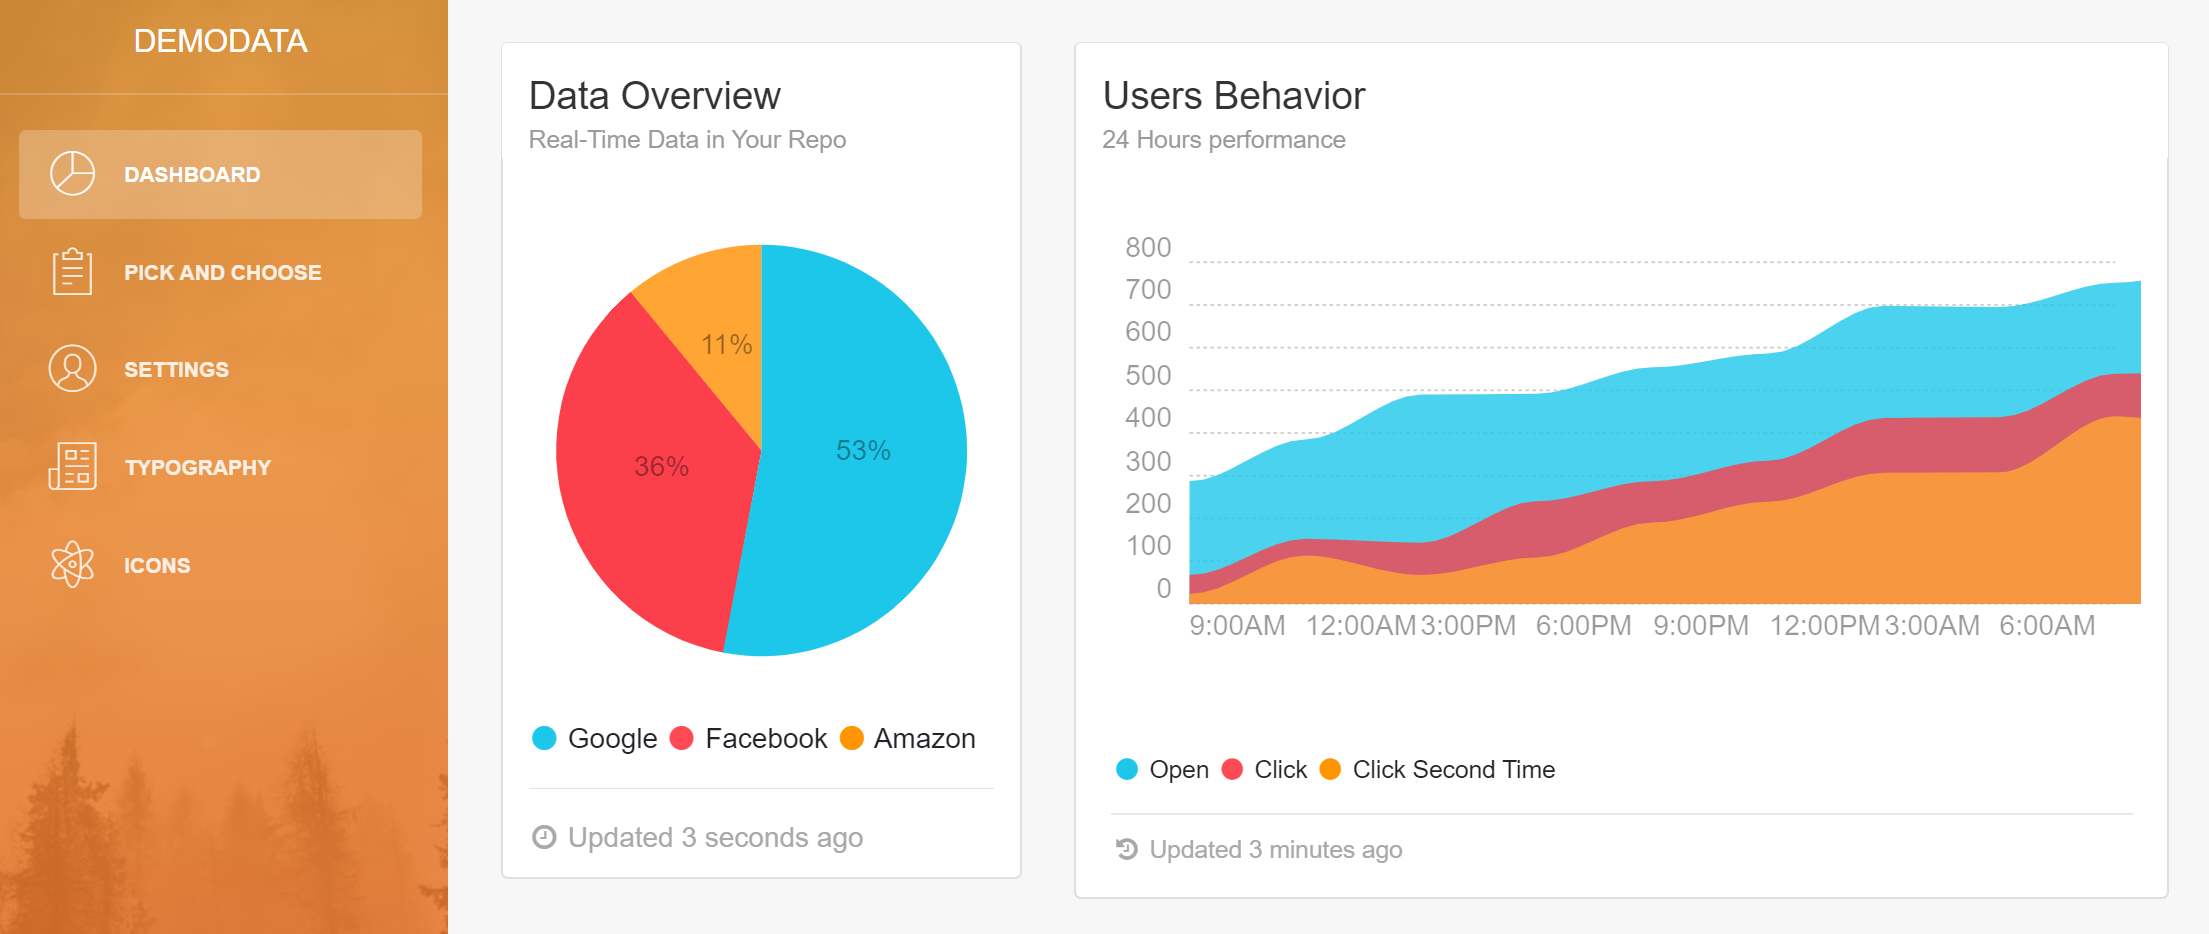 DEMODATA
DASHBOARD
PICK AND CHOOSE
SETTINGS
TYPOGRAPHY
ICONS
Data Overview
Real-Time Data in Your Repo
11%
53%
36%
Google Facebook Amazon
Updated 3 seconds ago
Users Behavior
24 Hours performance
800
700
600
500
400
300
200
100
0
9:00AM 12:00AM 3:00PM 6:00PM 9:00PM 12:00PM 3:00AM 6:00AM
Open Click Click Second Time
Updated 3 minutes ago